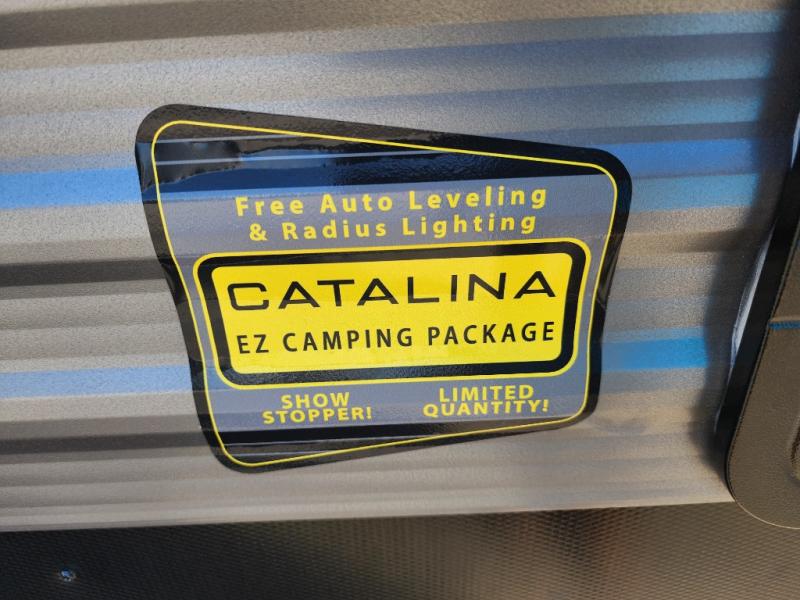 Free Auto Leveling
& Radius Lighting
CATALINA
EZ CAMPING PACKAGE
SHOW
STOPPER!
LIMITED
QUANTITY!